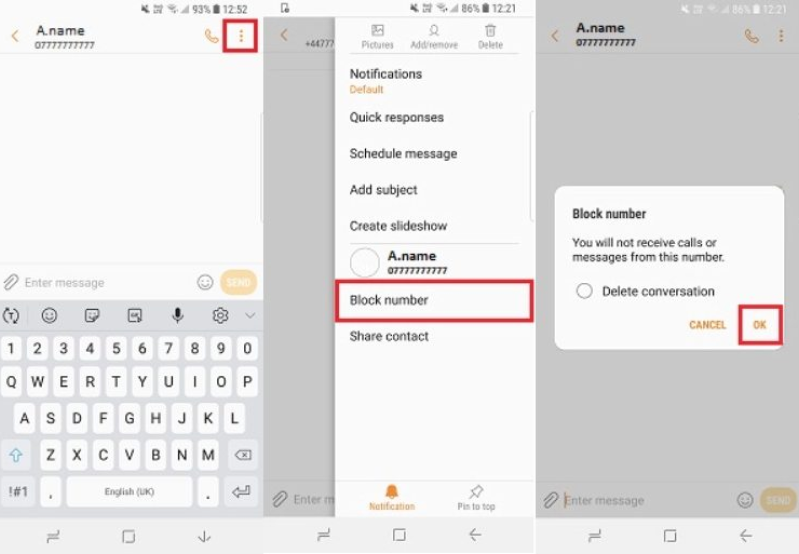 93% 12:52
A.name
07777777777
Enter message
SEND
1 2 3 4 5 6 7 8 9 0
Q W E R T Y U I O P
A S D F G H J K L
Z X C V B N M
!#1 , English (UK) .
86% 12:21
+44777
Pictures Add/remove Delete
Notifications
Default
Quick responses
Schedule message
Add subject
Create slideshow
A.name
07777777777
Block number
Share contact
Enter m
Notification Pin to top
86% 12:21
A.name
07777777777
Block number
You will not receive calls or
messages from this number.
Delete conversation
CANCEL OK
Enter message
SEND